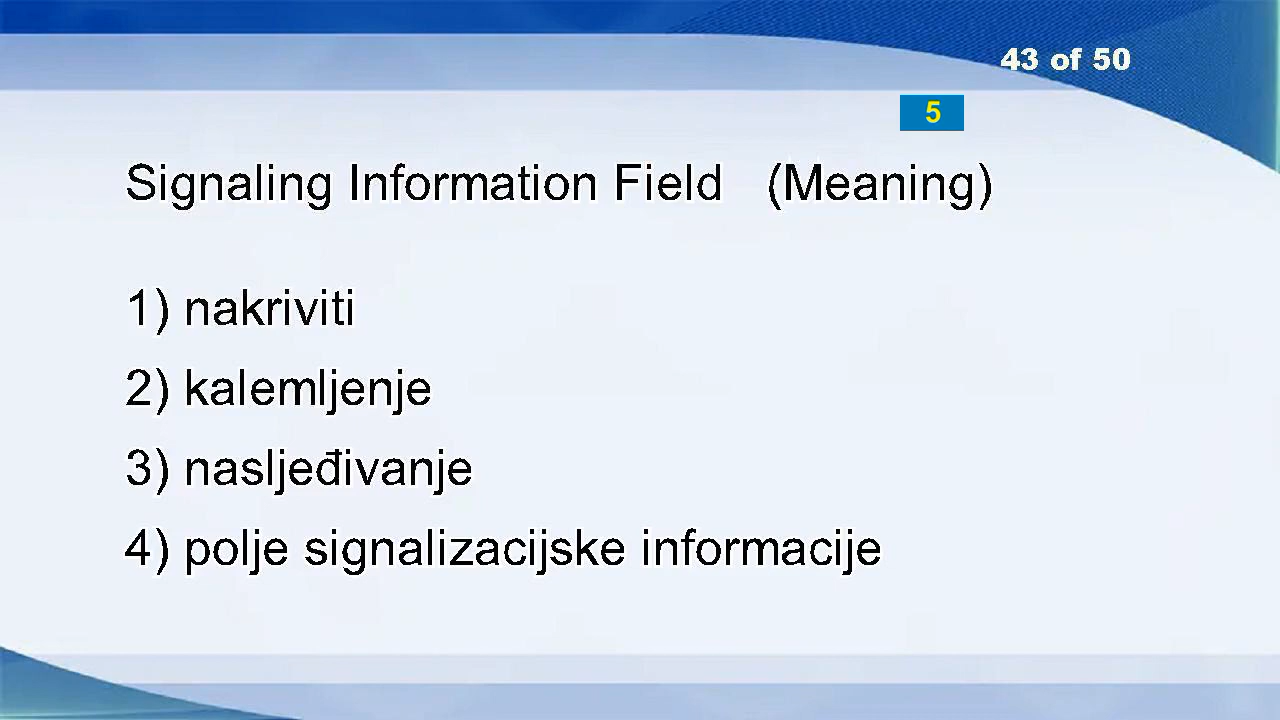 43 of 50
5
Signaling Information Field (Meaning)
1) nakriviti
2) kalemljenje
3) nasljeđivanje
4) polje signalizacijske informacije